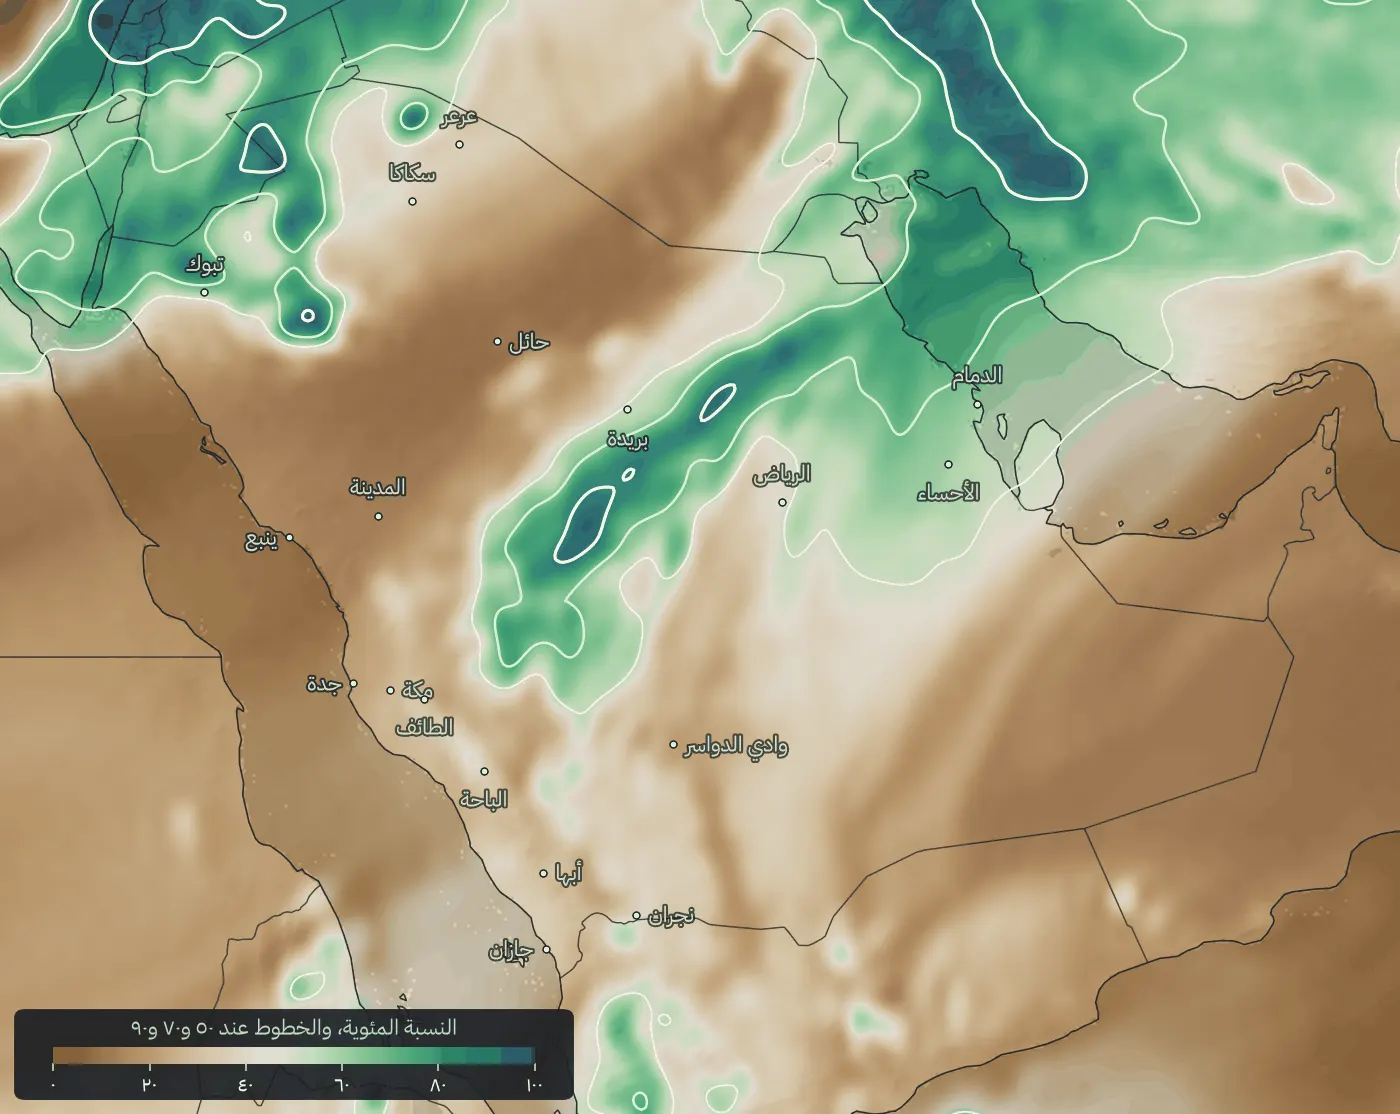 عرعر
سكاكا
تبوك
حائل
الدمام
بريدة
الرياض
المدينة
الأحساء
ينبع
جدة
مكة
الطائف
وادي الدواسر
الباحة
أبها
نجران
جازان
النسبة المئوية، والخطوط عند ٥٠ و٧٠ و٩٠
٠ ٢٠ ٤٠ ٦٠ ٨٠ ١٠٠